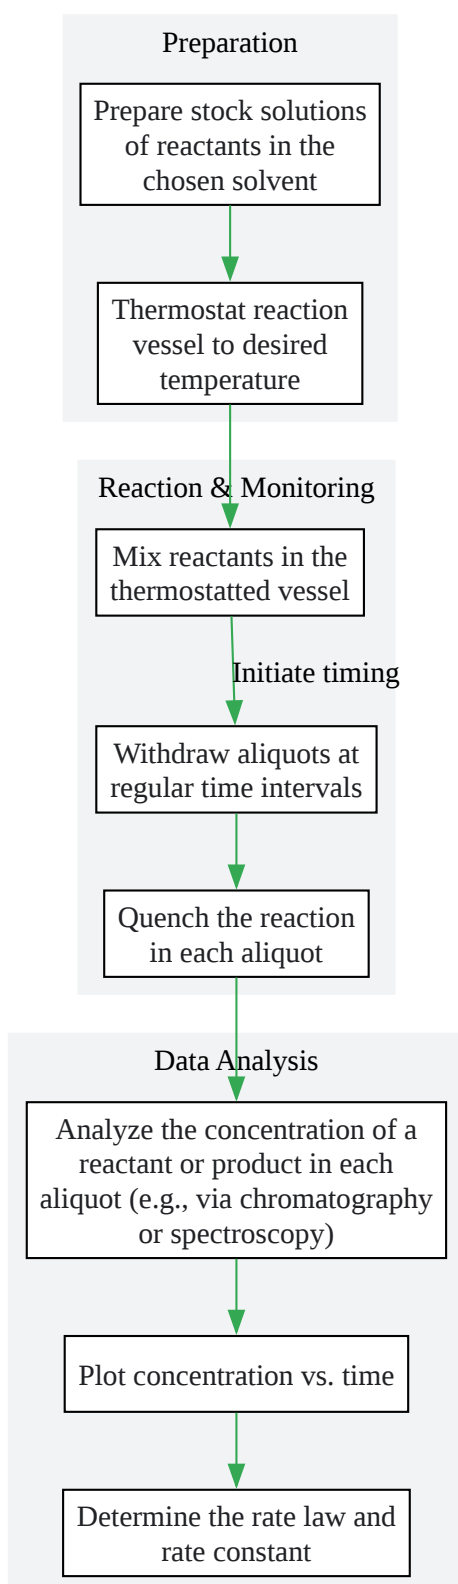 Preparation
Prepare stock solutions
of reactants in the
chosen solvent
Thermostat reaction
vessel to desired
temperature
Reaction & Monitoring
Mix reactants in the
thermostatted vessel
Initiate timing
Withdraw aliquots at
regular time intervals
Quench the reaction
in each aliquot
Data Analysis
Analyze the concentration of a
reactant or product in each
aliquot (e.g., via chromatography
or spectroscopy)
Plot concentration vs. time
Determine the rate law and
rate constant